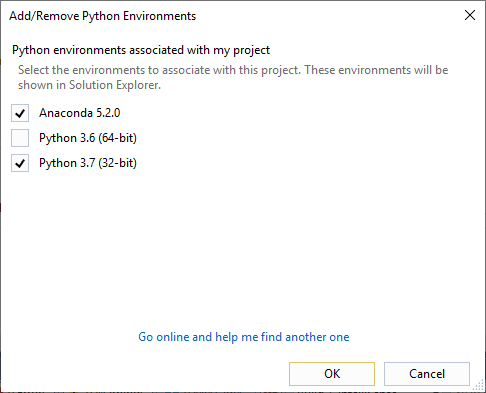 Add/Remove Python Environments
Python environments associated with my project
Select the environments to associate with this project. These environments will be
shown in Solution Explorer.
Anaconda 5.2.0
Python 3.6 (64-bit)
Python 3.7 (32-bit)
Go online and help me find another one
OK
Cancel